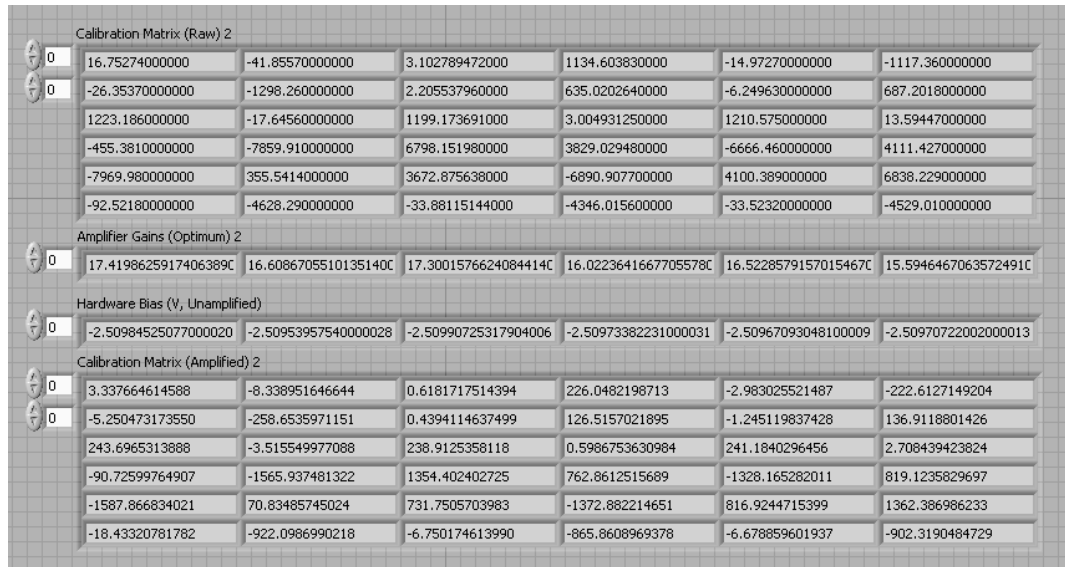 Calibration Matrix (Raw) 2
0 16.75274000000 -41.85570000000 3.102789472000 1134.603830000 -14.97270000000 -1117.360000000
0 -26.35370000000 -1298.260000000 2.205537960000 635.0202640000 -6.249630000000 687.2018000000
1223.186000000 -17.64560000000 1199.173691000 3.004931250000 1210.575000000 13.59447000000
-455.3810000000 -7859.910000000 6798.151980000 3829.029480000 -6666.460000000 4111.427000000
-7969.980000000 355.5414000000 3672.875638000 -6890.907700000 4100.389000000 6838.229000000
-92.52180000000 -4628.290000000 -33.88115144000 -4346.015600000 -33.52320000000 -4529.010000000
Amplifier Gains (Optimum) 2
0 17.4198625917406389 16.6086705510135140 17.3001576624084414 16.0223641667705578 16.5228579157015467 15.5946467063572491
Hardware Bias (V, Unamplified)
0 -2.50984525077000020 -2.50953957540000028 -2.50990725317904006 -2.50973382231000031 -2.50967093048100009 -2.50970722002000013
Calibration Matrix (Amplified) 2
0 3.337664614588 -8.338951646644 0.6181717514394 226.0482198713 -2.983025521487 -222.6127149204
0 -5.250473173550 -258.6535971151 0.4394114637499 126.5157021895 -1.245119837428 136.9118801426
243.6965313888 -3.515549977088 238.9125358118 0.5986753630984 241.1840296456 2.708439423824
-90.72599764907 -1565.937481322 1354.402402725 762.8612515689 -1328.165282011 819.1235829697
-1587.866834021 70.83485745024 731.7505703983 -1372.882214651 816.9244715399 1362.386986233
-18.43320781782 -922.0986990218 -6.750174613990 -865.8608969378 -6.678859601937 -902.3190484729